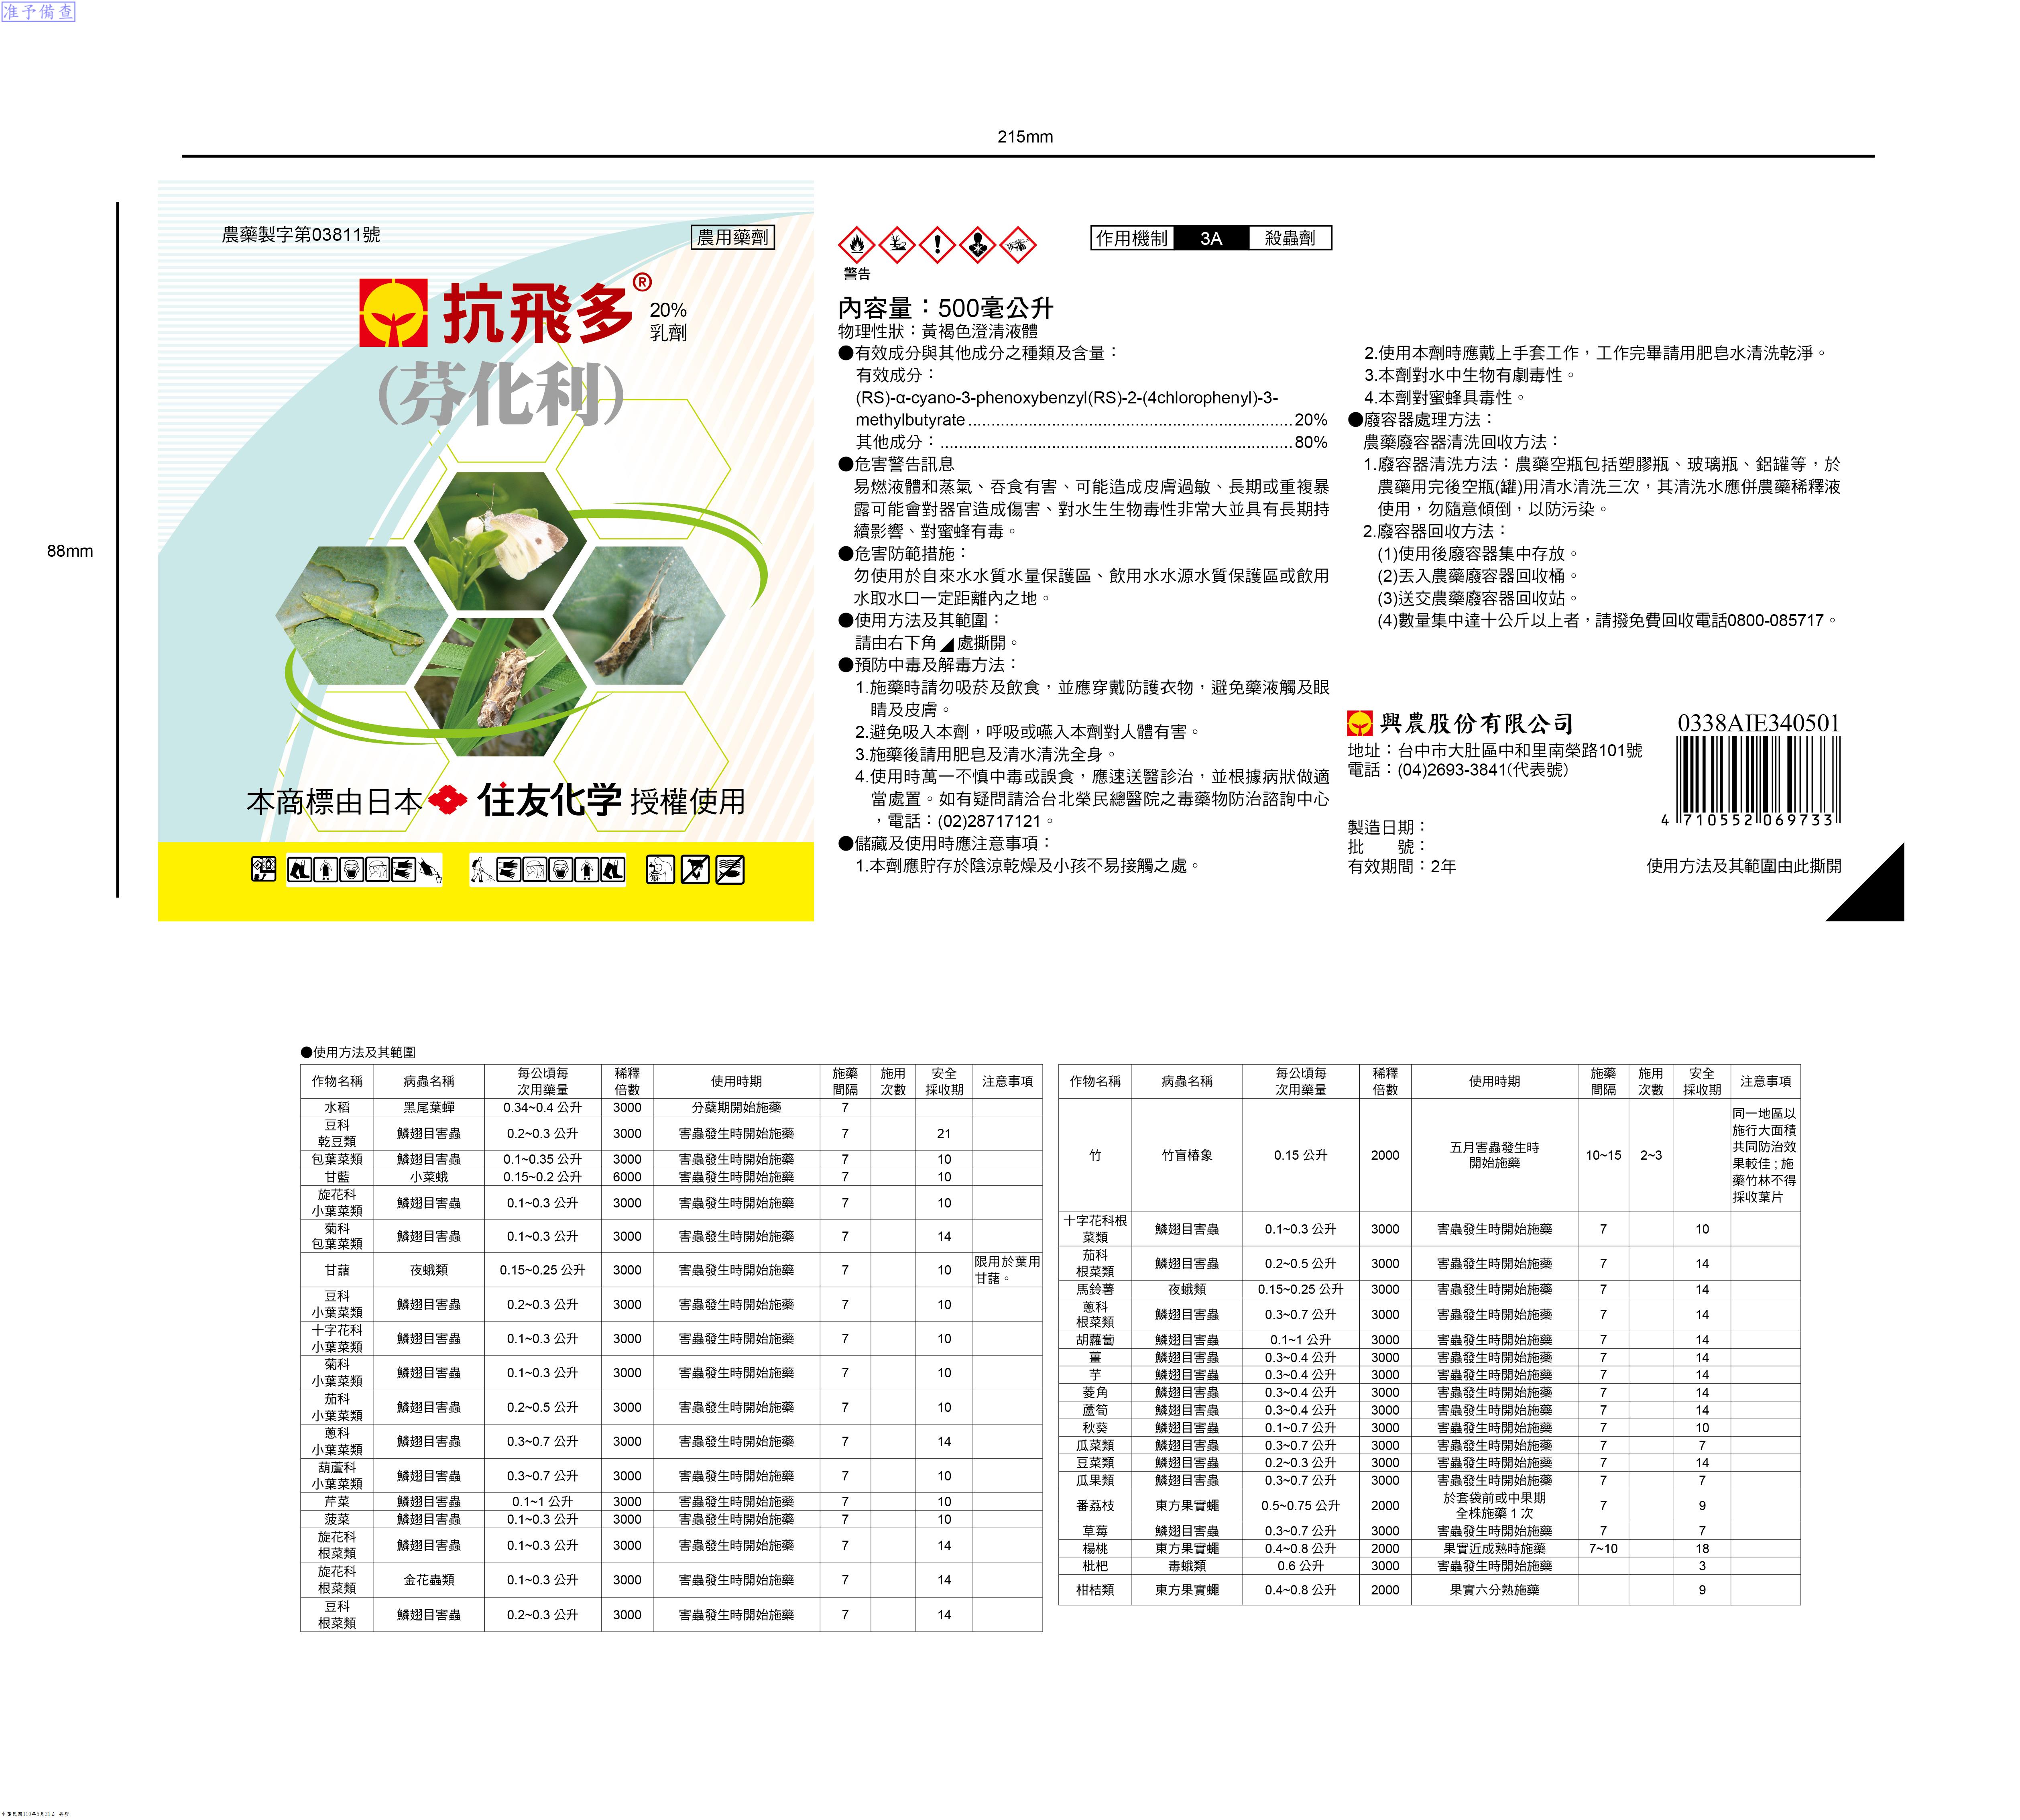 准予備查
215mm
88mm
農藥製字第03811號
農用藥劑
抗飛多®
20%
乳劑
(芬化利)
本商標由日本 住友化学 授權使用
警告
作用機制 3A 殺蟲劑
內容量：500毫公升
物理性狀：黃褐色澄清液體
●有效成分與其他成分之種類及含量：
有效成分：
(RS)-α-cyano-3-phenoxybenzyl(RS)-2-(4chlorophenyl)-3-
methylbutyrate........................................20%
其他成分：........................................80%
●危害警告訊息
易燃液體和蒸氣、吞食有害、可能造成皮膚過敏、長期或重複暴
露可能會對器官造成傷害、對水生生物毒性非常大並具有長期持
續影響、對蜜蜂有毒。
●危害防範措施：
勿使用於自來水水質水量保護區、飲用水水源水質保護區或飲用
水取水口一定距離內之地。
●使用方法及其範圍：
請由右下角◢處撕開。
●預防中毒及解毒方法：
1.施藥時請勿吸菸及飲食，並應穿戴防護衣物，避免藥液觸及眼
睛及皮膚。
2.避免吸入本劑，呼吸或嚥入本劑對人體有害。
3.施藥後請用肥皂及清水清洗全身。
4.使用時萬一不慎中毒或誤食，應速送醫診治，並根據病狀做適
當處置。如有疑問請洽台北榮民總醫院之毒藥物防治諮詢中心
，電話：(02)28717121。
●儲藏及使用時應注意事項：
1.本劑應貯存於陰涼乾燥及小孩不易接觸之處。
2.使用本劑時應戴上手套工作，工作完畢請用肥皂水清洗乾淨。
3.本劑對水中生物有劇毒性。
4.本劑對蜜蜂具毒性。
●廢容器處理方法：
農藥廢容器清洗回收方法：
1.廢容器清洗方法：農藥空瓶包括塑膠瓶、玻璃瓶、鋁罐等，於
農藥用完後空瓶(罐)用清水清洗三次，其清洗水應併農藥稀釋液
使用，勿隨意傾倒，以防污染。
2.廢容器回收方法：
(1)使用後廢容器集中存放。
(2)丟入農藥廢容器回收桶。
(3)送交農藥廢容器回收站。
(4)數量集中達十公斤以上者，請撥免費回收電話0800-085717。
興農股份有限公司
地址：台中市大肚區中和里南榮路101號
電話：(04)2693-3841(代表號)
0338AIE340501
4 710552 069733
製造日期：
批　　號：
有效期間：2年
使用方法及其範圍由此撕開
●使用方法及其範圍
作物名稱 病蟲名稱 每公頃每次用藥量 稀釋倍數 使用時期 施藥間隔 施用次數 安全採收期 注意事項
水稻 黑尾葉蟬 0.34~0.4 公升 3000 分蘗期開始施藥 7
豆科乾豆類 鱗翅目害蟲 0.2~0.3 公升 3000 害蟲發生時開始施藥 7 21
包葉菜類 鱗翅目害蟲 0.1~0.35 公升 3000 害蟲發生時開始施藥 7 10
甘藍 小菜蛾 0.15~0.2 公升 6000 害蟲發生時開始施藥 7 10
旋花科小葉菜類 鱗翅目害蟲 0.1~0.3 公升 3000 害蟲發生時開始施藥 7 10
菊科包葉菜類 鱗翅目害蟲 0.1~0.3 公升 3000 害蟲發生時開始施藥 7 14
甘藷 夜蛾類 0.15~0.25 公升 3000 害蟲發生時開始施藥 7 10 限用於葉用甘藷。
豆科小葉菜類 鱗翅目害蟲 0.2~0.3 公升 3000 害蟲發生時開始施藥 7 10
十字花科小葉菜類 鱗翅目害蟲 0.1~0.3 公升 3000 害蟲發生時開始施藥 7 10
菊科小葉菜類 鱗翅目害蟲 0.1~0.3 公升 3000 害蟲發生時開始施藥 7 10
茄科小葉菜類 鱗翅目害蟲 0.2~0.5 公升 3000 害蟲發生時開始施藥 7 10
蔥科小葉菜類 鱗翅目害蟲 0.3~0.7 公升 3000 害蟲發生時開始施藥 7 14
葫蘆科小葉菜類 鱗翅目害蟲 0.3~0.7 公升 3000 害蟲發生時開始施藥 7 10
芹菜 鱗翅目害蟲 0.1~1 公升 3000 害蟲發生時開始施藥 7 10
菠菜 鱗翅目害蟲 0.1~0.3 公升 3000 害蟲發生時開始施藥 7 10
旋花科根菜類 鱗翅目害蟲 0.1~0.3 公升 3000 害蟲發生時開始施藥 7 14
旋花科根菜類 金花蟲類 0.1~0.3 公升 3000 害蟲發生時開始施藥 7 14
豆科根菜類 鱗翅目害蟲 0.2~0.3 公升 3000 害蟲發生時開始施藥 7 14
作物名稱 病蟲名稱 每公頃每次用藥量 稀釋倍數 使用時期 施藥間隔 施用次數 安全採收期 注意事項
竹 竹盲椿象 0.15 公升 2000 五月害蟲發生時開始施藥 10~15 2~3 同一地區以施行大面積共同防治效果較佳；施藥竹林不得採收葉片
十字花科根菜類 鱗翅目害蟲 0.1~0.3 公升 3000 害蟲發生時開始施藥 7 10
茄科根菜類 鱗翅目害蟲 0.2~0.5 公升 3000 害蟲發生時開始施藥 7 14
馬鈴薯 夜蛾類 0.15~0.25 公升 3000 害蟲發生時開始施藥 7 14
蔥科根菜類 鱗翅目害蟲 0.3~0.7 公升 3000 害蟲發生時開始施藥 7 14
胡蘿蔔 鱗翅目害蟲 0.1~1 公升 3000 害蟲發生時開始施藥 7 14
薑 鱗翅目害蟲 0.3~0.4 公升 3000 害蟲發生時開始施藥 7 14
芋 鱗翅目害蟲 0.3~0.4 公升 3000 害蟲發生時開始施藥 7 14
菱角 鱗翅目害蟲 0.3~0.4 公升 3000 害蟲發生時開始施藥 7 14
蘆筍 鱗翅目害蟲 0.3~0.4 公升 3000 害蟲發生時開始施藥 7 14
秋葵 鱗翅目害蟲 0.1~0.7 公升 3000 害蟲發生時開始施藥 7 10
瓜菜類 鱗翅目害蟲 0.3~0.7 公升 3000 害蟲發生時開始施藥 7 7
豆菜類 鱗翅目害蟲 0.2~0.3 公升 3000 害蟲發生時開始施藥 7 14
瓜果類 鱗翅目害蟲 0.3~0.7 公升 3000 害蟲發生時開始施藥 7 7
番荔枝 東方果實蠅 0.5~0.75 公升 2000 於套袋前或中果期全株施藥 1 次 7 9
草莓 鱗翅目害蟲 0.3~0.7 公升 3000 害蟲發生時開始施藥 7 7
楊桃 東方果實蠅 0.4~0.8 公升 2000 果實近成熟時施藥 7~10 18
枇杷 毒蛾類 0.6 公升 3000 害蟲發生時開始施藥 3
柑桔類 東方果實蠅 0.4~0.8 公升 2000 果實六分熟施藥 9